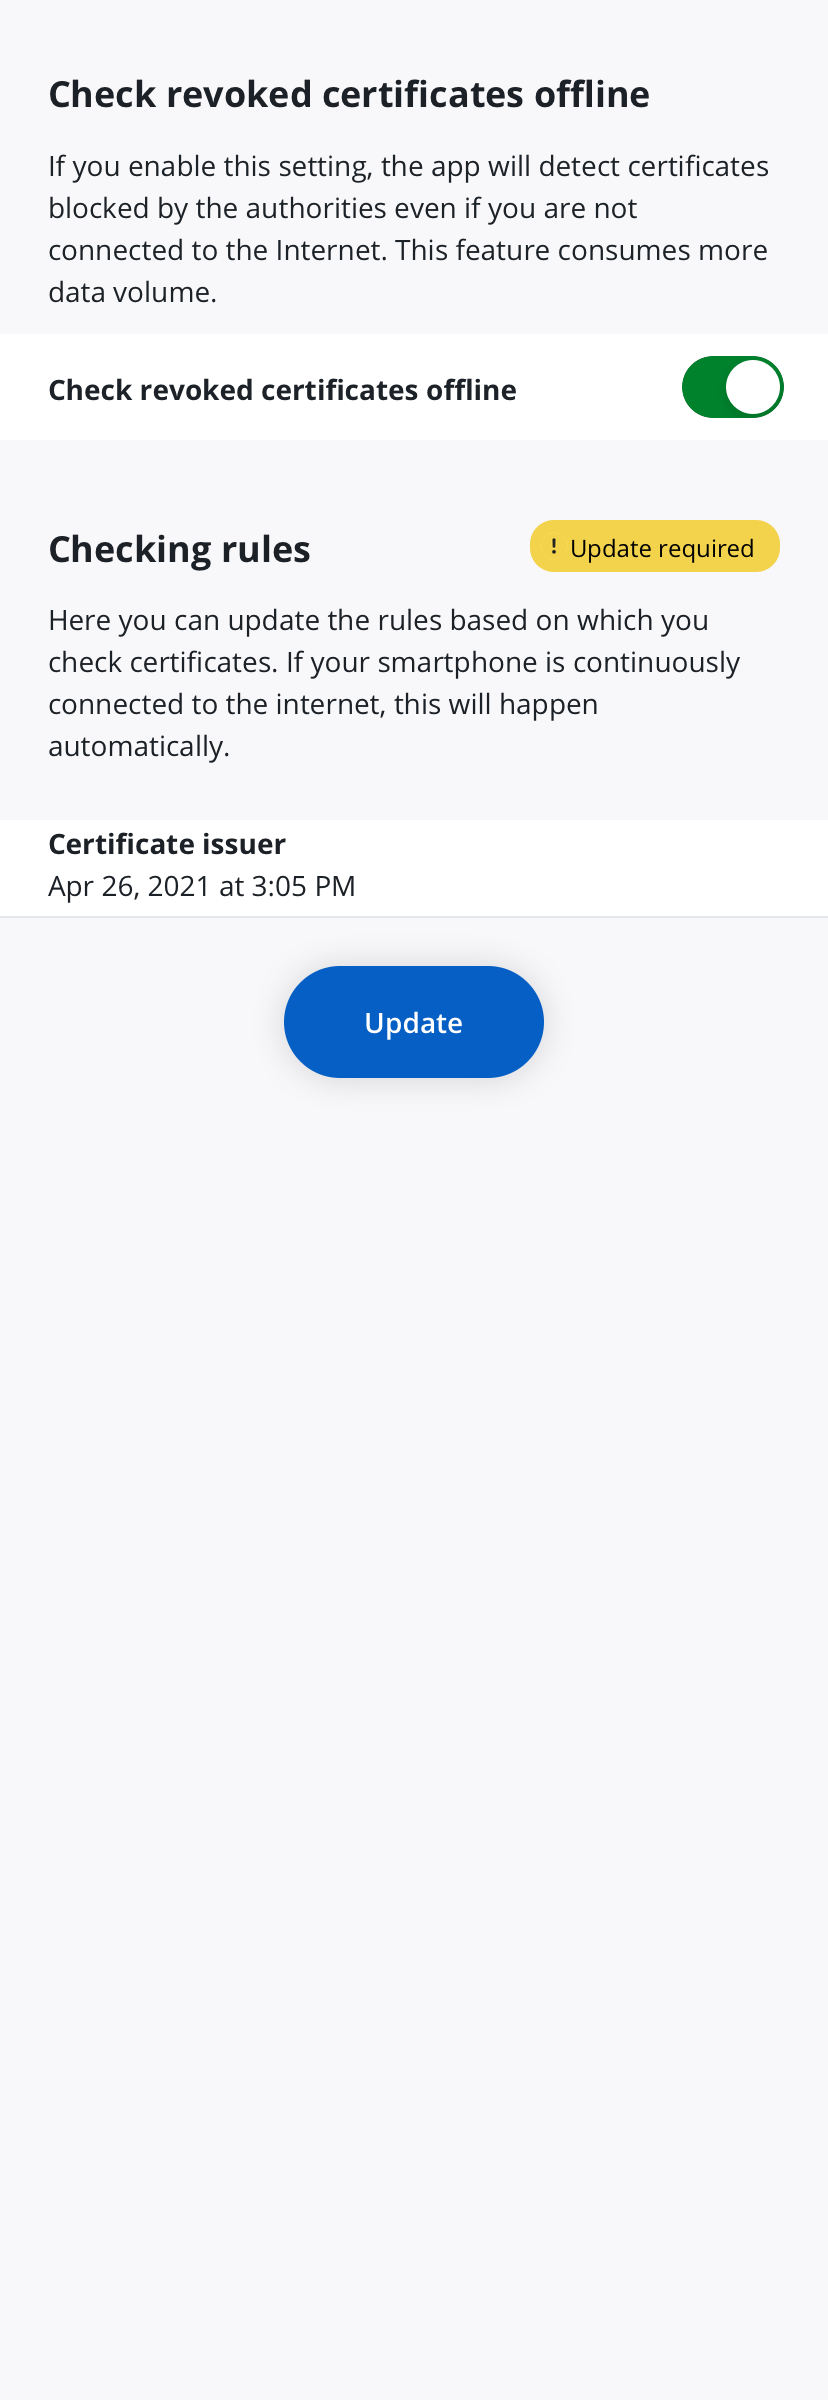 Check revoked certificates offline
If you enable this setting, the app will detect certificates
blocked by the authorities even if you are not
connected to the Internet. This feature consumes more
data volume.
Check revoked certificates offline
Checking rules
! Update required
Here you can update the rules based on which you
check certificates. If your smartphone is continuously
connected to the internet, this will happen
automatically.
Certificate issuer
Apr 26, 2021 at 3:05 PM
Update